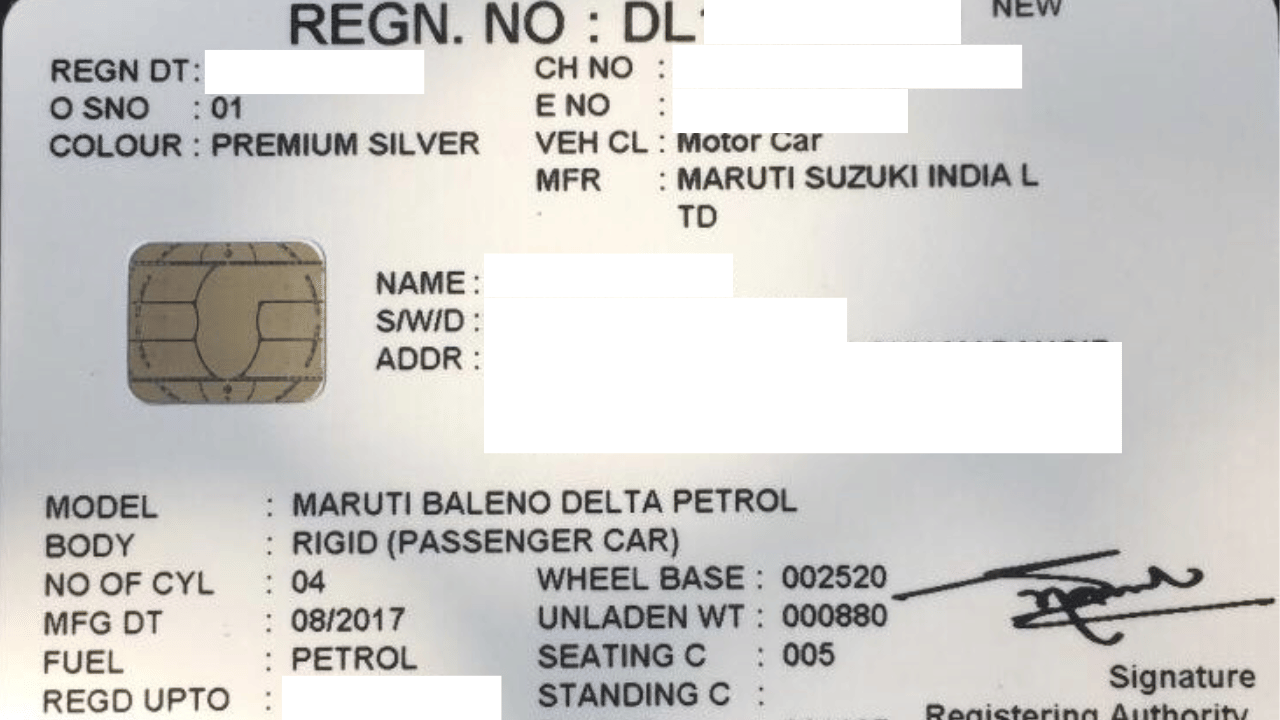 REGN. NO : DL
NEW
REGN DT :
CH NO :
O SNO : 01
E NO :
COLOUR : PREMIUM SILVER
VEH CL : Motor Car
MFR : MARUTI SUZUKI INDIA L
TD
NAME :
S/W/D :
ADDR :
MODEL : MARUTI BALENO DELTA PETROL
BODY : RIGID (PASSENGER CAR)
NO OF CYL : 04
WHEEL BASE : 002520
MFG DT : 08/2017
UNLADEN WT : 000880
FUEL : PETROL
SEATING C : 005
REGD UPTO :
STANDING C :
Signature
Registering Authority